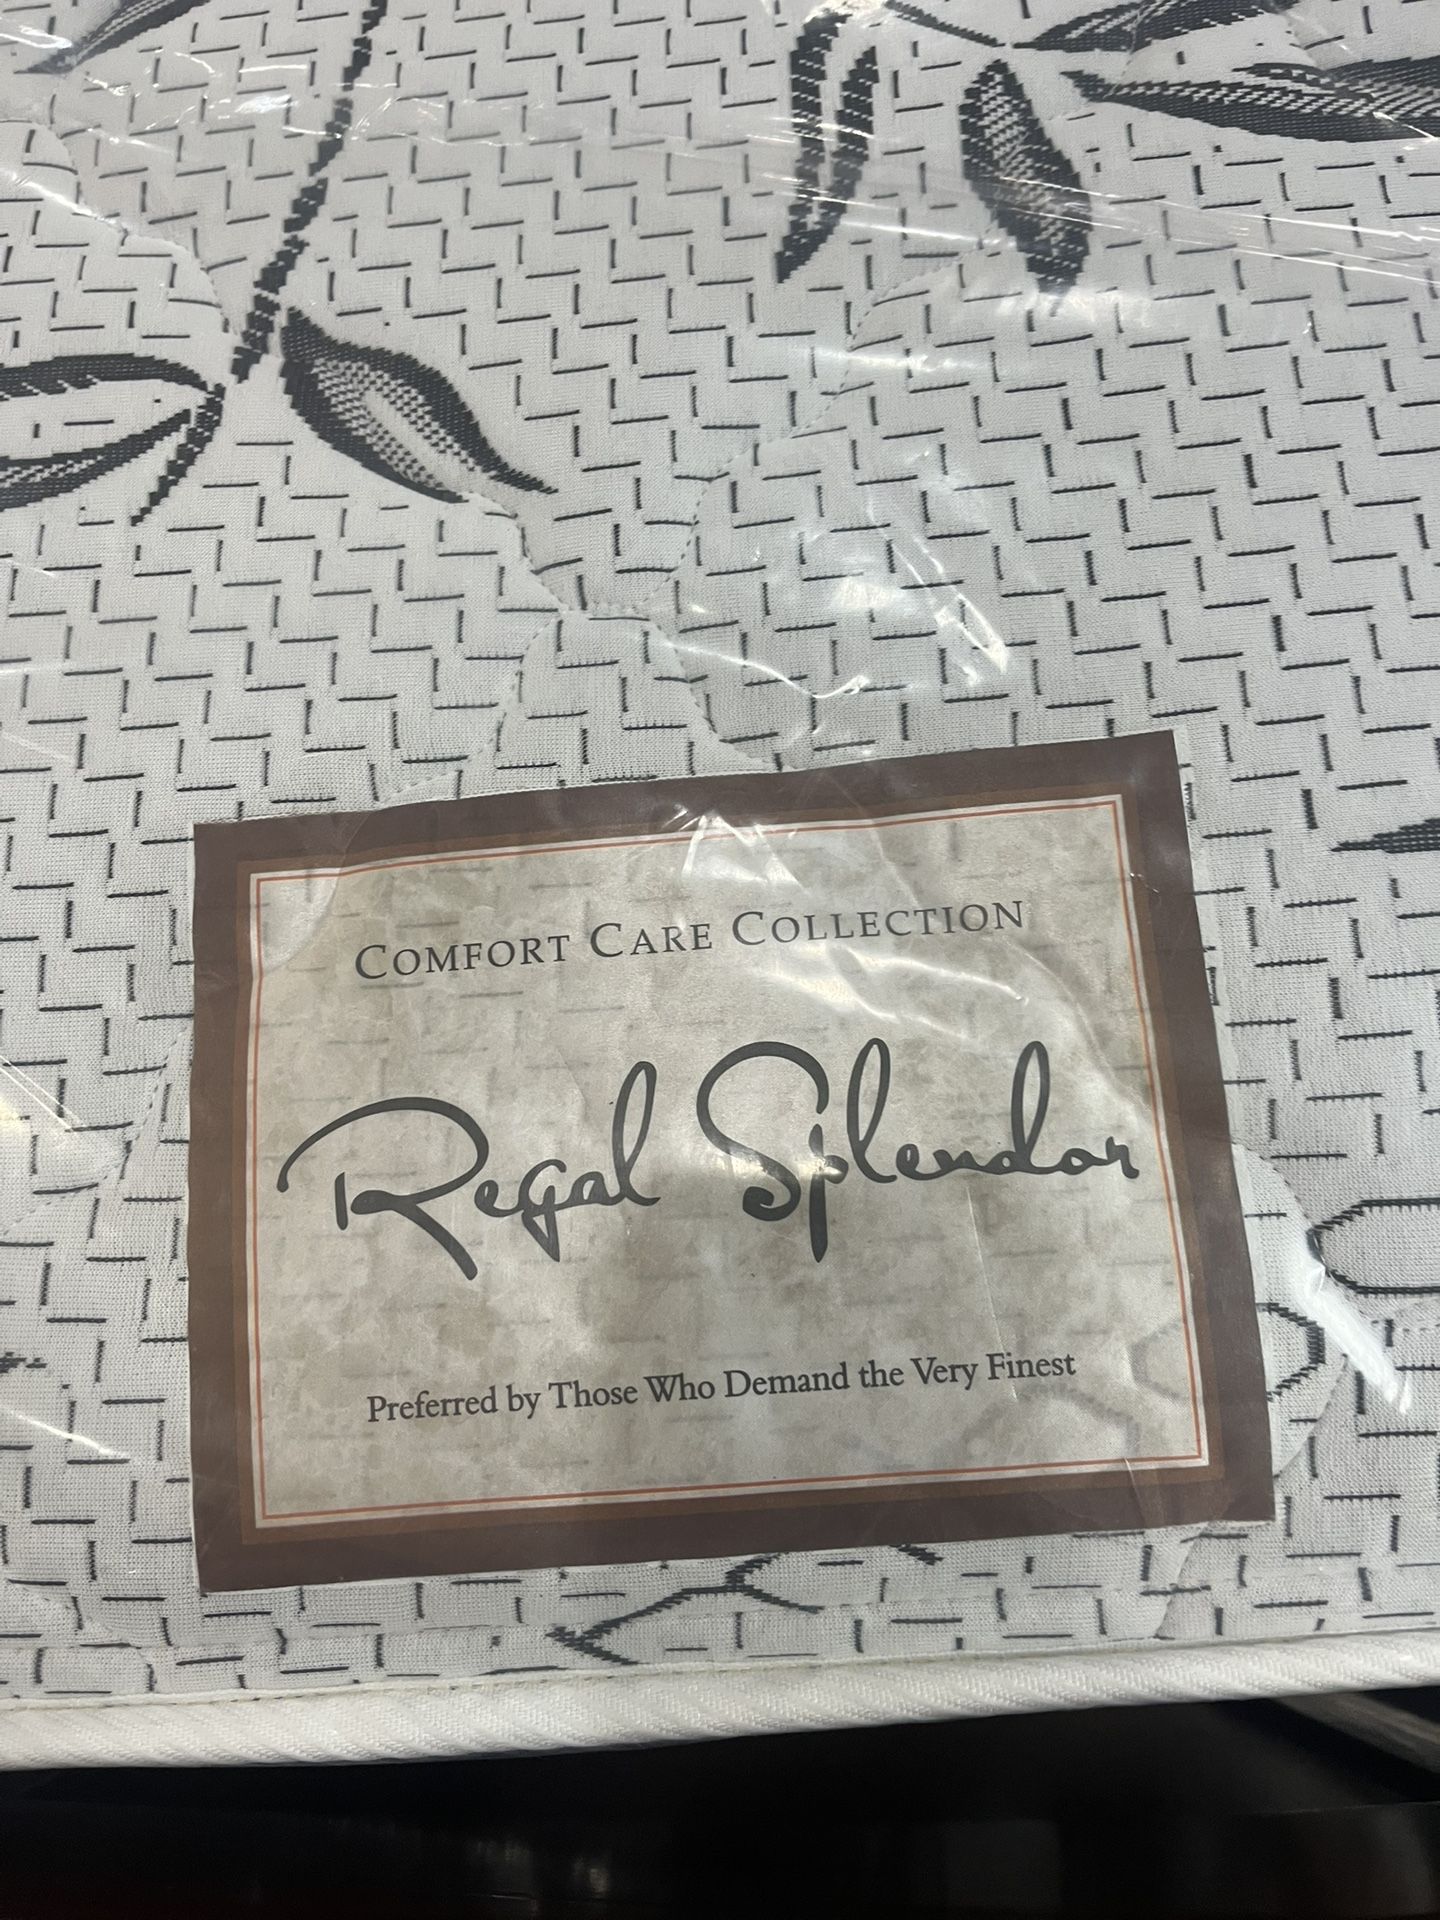 COMFORT CARE COLLECTION
Regal Splendor
Preferred by Those Who Demand the Very Finest